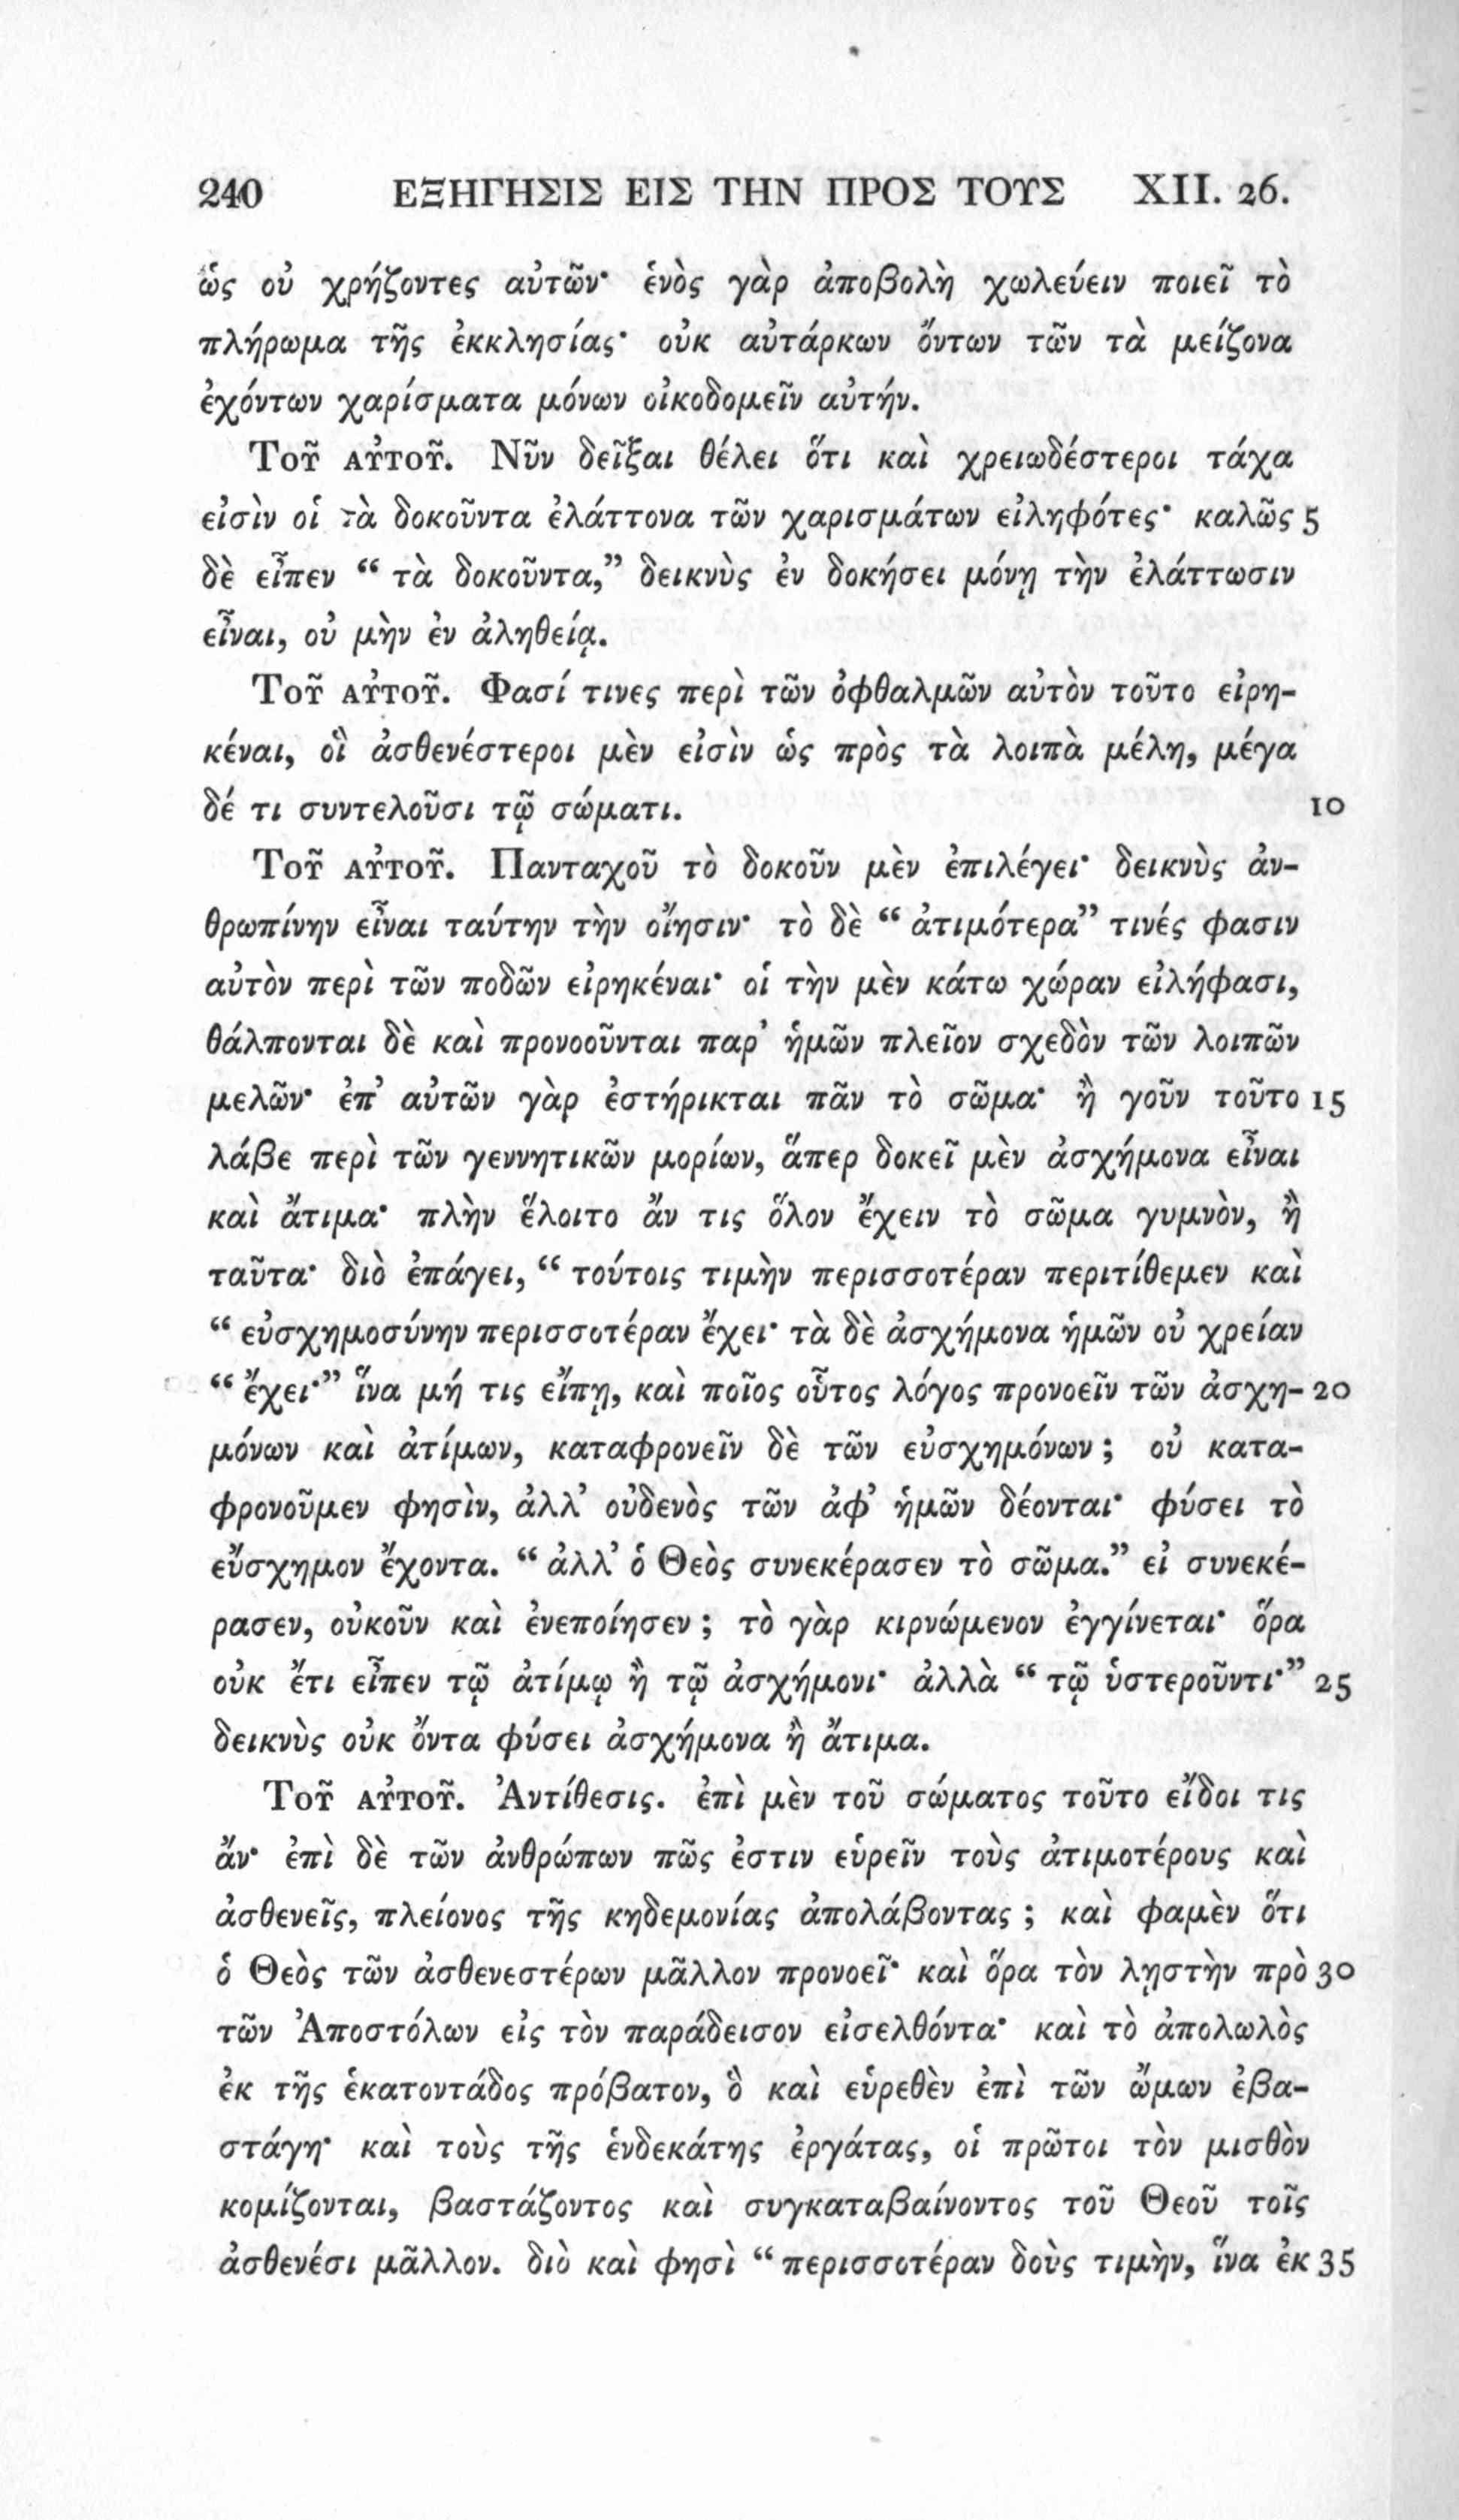 240 ΕΞΗΓΗΣΙΣ ΕΙΣ ΤΗΝ ΠΡΟΣ ΤΟΥΣ XII. 26.
ὡς οὐ χρήζοντες αὐτῶν· ἑνὸς γὰρ ἀποβολὴ χωλεύειν ποιεῖ τὸ
πλήρωμα τῆς ἐκκλησίας· οὐκ αὐτάρκων ὄντων τῶν τὰ μείζονα
ἐχόντων χαρίσματα μόνων οἰκοδομεῖν αὐτήν.
Τοῦ αὐτοῦ. Νῦν δεῖξαι θέλει ὅτι καὶ χρειωδέστεροι τάχα
εἰσὶν οἱ τὰ δοκοῦντα ἐλάττονα τῶν χαρισμάτων εἰληφότες· καλῶς 5
δὲ εἶπεν “ τὰ δοκοῦντα,” δεικνὺς ἐν δοκήσει μόνῃ τὴν ἐλάττωσιν
εἶναι, οὐ μὴν ἐν ἀληθείᾳ.
Τοῦ αὐτοῦ. Φασί τινες περὶ τῶν ὀφθαλμῶν αὐτὸν τοῦτο εἰρη-
κέναι, οἳ ἀσθενέστεροι μὲν εἰσὶν ὡς πρὸς τὰ λοιπὰ μέλη, μέγα
δέ τι συντελοῦσι τῷ σώματι. 10
Τοῦ αὐτοῦ. Πανταχοῦ τὸ δοκοῦν μὲν ἐπιλέγει· δεικνὺς ἀν-
θρωπίνην εἶναι ταύτην τὴν οἴησιν· τὸ δὲ “ ἀτιμότερα” τινές φασιν
αὐτὸν περὶ τῶν ποδῶν εἰρηκέναι· οἱ τὴν μὲν κάτω χώραν εἰλήφασι,
θάλπονται δὲ καὶ προνοοῦνται παρ’ ἡμῶν πλεῖον σχεδὸν τῶν λοιπῶν
μελῶν· ἐπ’ αὐτῶν γὰρ ἐστήρικται πᾶν τὸ σῶμα· ἢ γοῦν τοῦτο 15
λάβε περὶ τῶν γεννητικῶν μορίων, ἅπερ δοκεῖ μὲν ἀσχήμονα εἶναι
καὶ ἄτιμα· πλὴν ἕλοιτο ἄν τις ὅλον ἔχειν τὸ σῶμα γυμνὸν, ἢ
ταῦτα· διὸ ἐπάγει, “ τούτοις τιμὴν περισσοτέραν περιτίθεμεν καὶ
“ εὐσχημοσύνην περισσοτέραν ἔχει· τὰ δὲ ἀσχήμονα ἡμῶν οὐ χρείαν
“ ἔχει·” ἵνα μή τις εἴπῃ, καὶ ποῖος οὗτος λόγος προνοεῖν τῶν ἀσχη- 20
μόνων καὶ ἀτίμων, καταφρονεῖν δὲ τῶν εὐσχημόνων ; οὐ κατα-
φρονοῦμεν φησὶν, ἀλλ’ οὐδενὸς τῶν ἀφ’ ἡμῶν δέονται· φύσει τὸ
εὔσχημον ἔχοντα. “ ἀλλ’ ὁ Θεὸς συνεκέρασεν τὸ σῶμα.” εἰ συνεκέ-
ρασεν, οὐκοῦν καὶ ἐνεποίησεν ; τὸ γὰρ κιρνώμενον ἐγγίνεται· ὅρα
οὐκ ἔτι εἶπεν τῷ ἀτίμῳ ἢ τῷ ἀσχήμονι· ἀλλὰ “ τῷ ὑστεροῦντι·” 25
δεικνὺς οὐκ ὄντα φύσει ἀσχήμονα ἢ ἄτιμα.
Τοῦ αὐτοῦ. Ἀντίθεσις. ἐπὶ μὲν τοῦ σώματος τοῦτο εἴδοι τις
ἄν· ἐπὶ δὲ τῶν ἀνθρώπων πῶς ἐστιν εὑρεῖν τοὺς ἀτιμοτέρους καὶ
ἀσθενεῖς, πλείονος τῆς κηδεμονίας ἀπολάβοντας ; καὶ φαμὲν ὅτι
ὁ Θεὸς τῶν ἀσθενεστέρων μᾶλλον προνοεῖ· καὶ ὅρα τὸν λῃστὴν πρὸ 30
τῶν Ἀποστόλων εἰς τὸν παράδεισον εἰσελθόντα· καὶ τὸ ἀπολωλὸς
ἐκ τῆς ἑκατοντάδος πρόβατον, ὃ καὶ εὑρεθὲν ἐπὶ τῶν ὤμων ἐβα-
στάγη· καὶ τοὺς τῆς ἑνδεκάτης ἐργάτας, οἱ πρῶτοι τὸν μισθὸν
κομίζονται, βαστάζοντος καὶ συγκαταβαίνοντος τοῦ Θεοῦ τοῖς
ἀσθενέσι μᾶλλον. διὸ καὶ φησὶ “ περισσοτέραν δοὺς τιμὴν, ἵνα ἐκ 35